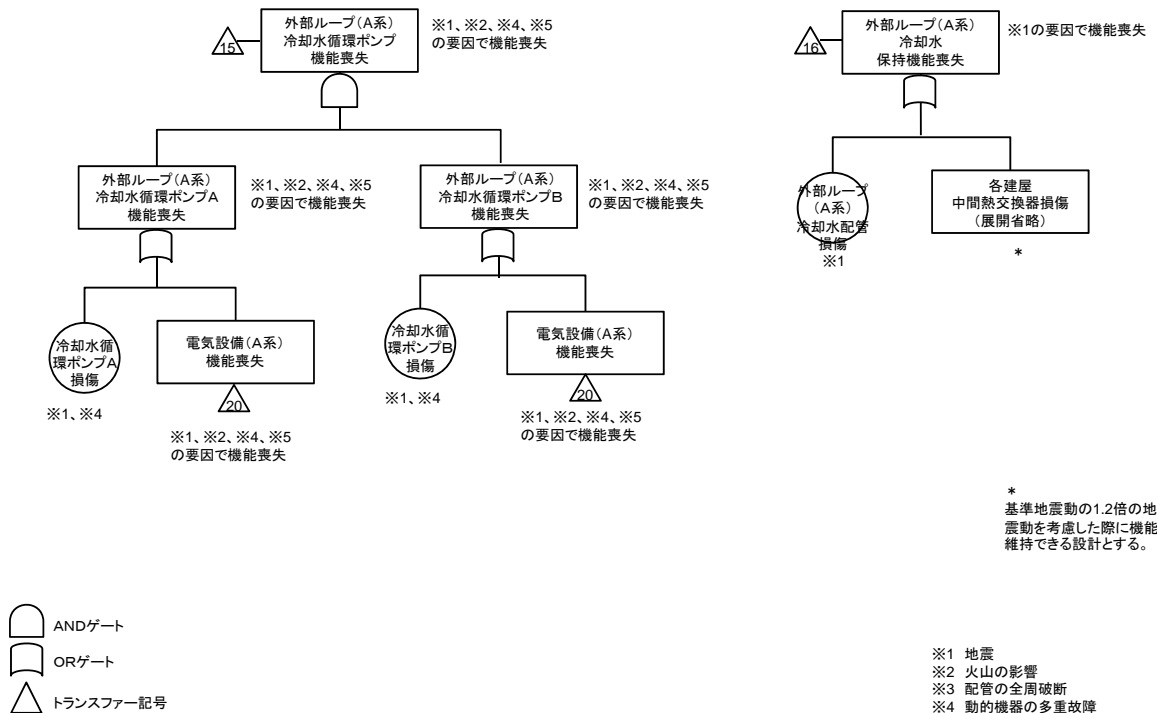 15
外部ループ(A系)
冷却水循環ポンプ
機能喪失
※1、※2、※4、※5
の要因で機能喪失
外部ループ(A系)
冷却水循環ポンプA
機能喪失
※1、※2、※4、※5
の要因で機能喪失
外部ループ(A系)
冷却水循環ポンプB
機能喪失
※1、※2、※4、※5
の要因で機能喪失
冷却水循
環ポンプA
損傷
※1、※4
電気設備(A系)
機能喪失
20
※1、※2、※4、※5
の要因で機能喪失
冷却水循
環ポンプB
損傷
※1、※4
電気設備(A系)
機能喪失
20
※1、※2、※4、※5
の要因で機能喪失
16
外部ループ(A系)
冷却水
保持機能喪失
※1の要因で機能喪失
外部ループ
(A系)
冷却水配管
損傷
※1
各建屋
中間熱交換器損傷
(展開省略)
*
*
基準地震動の1.2倍の地
震動を考慮した際に機能
維持できる設計とする。
ANDゲート
ORゲート
トランスファー記号
※1 地震
※2 火山の影響
※3 配管の全周破断
※4 動的機器の多重故障